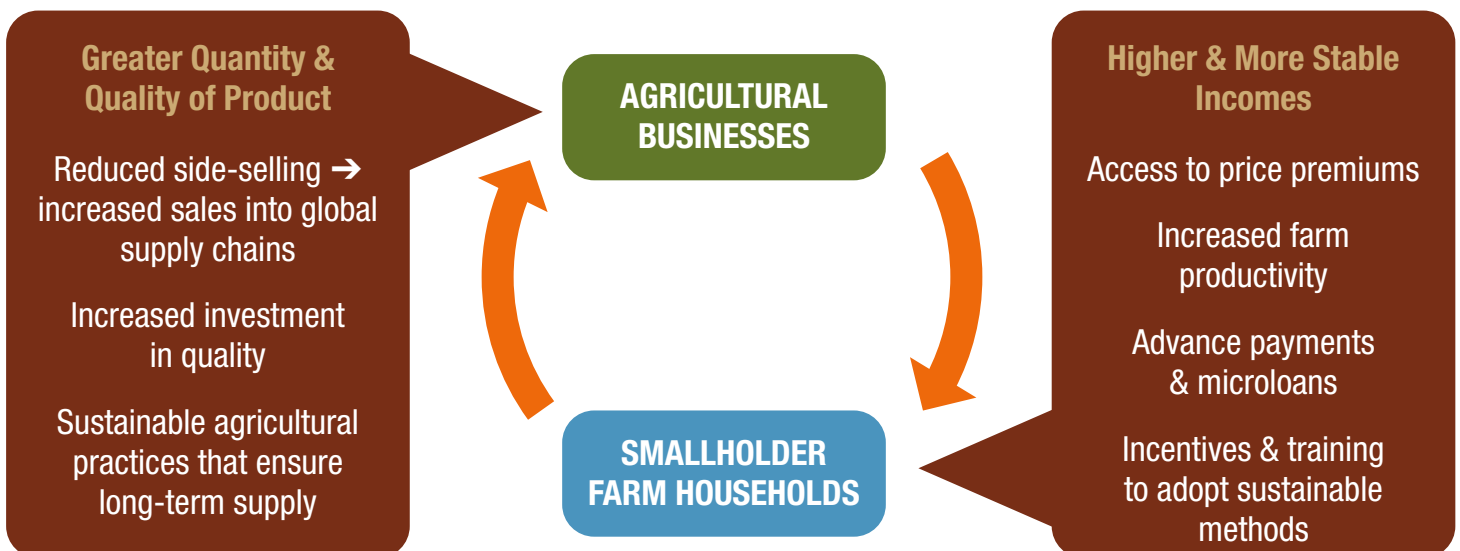 Greater Quantity &
Quality of Product
Reduced side-selling ➔
increased sales into global
supply chains
Increased investment
in quality
Sustainable agricultural
practices that ensure
long-term supply
AGRICULTURAL
BUSINESSES
SMALLHOLDER
FARM HOUSEHOLDS
Higher & More Stable
Incomes
Access to price premiums
Increased farm
productivity
Advance payments
& microloans
Incentives & training
to adopt sustainable
methods